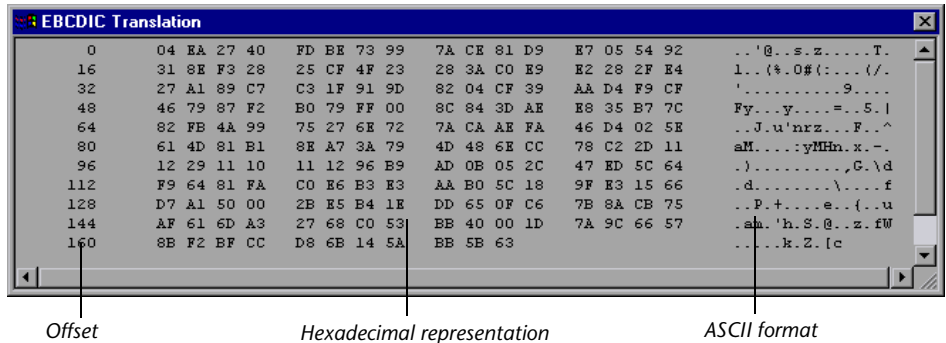 EBCDIC Translation
0 04 EA 27 40 FD BE 73 99 7A CE 81 D9 E7 05 54 92 ..'@..s.z.....T.
16 31 8E F3 28 25 CF 4F 23 28 3A C0 E9 E2 28 2F E4 1..(%.O#(:...(/.
32 27 A1 89 C7 C3 1F 91 9D 82 04 CF 39 AA D4 F9 CF '..........9....
48 46 79 87 F2 B0 79 FF 00 8C 84 3D AE E8 35 B7 7C Fy...y....=..5.|
64 82 FB 4A 99 75 27 6E 72 7A CA AE FA 46 D4 02 5E ..J.u'nrz...F..^
80 61 4D 81 B1 8E A7 3A 79 4D 48 6E CC 78 C2 2D 11 aM....:yMHn.x.-.
96 12 29 11 10 11 12 96 B9 AD 0B 05 2C 47 ED 5C 64 .).........,G.\d
112 F9 64 81 FA C0 E6 B3 E3 AA B0 5C 18 9F E3 15 66 .d........\....f
128 D7 A1 50 00 2B E5 B4 1E DD 65 0F C6 7B 8A CB 75 ..P.+....e..{..u
144 AF 61 6D A3 27 68 C0 53 BB 40 00 1D 7A 9C 66 57 .am.'h.S.@..z.fW
160 8B F2 BF CC D8 6B 14 5A BB 5B 63 .....k.Z.[c
Offset Hexadecimal representation ASCII format